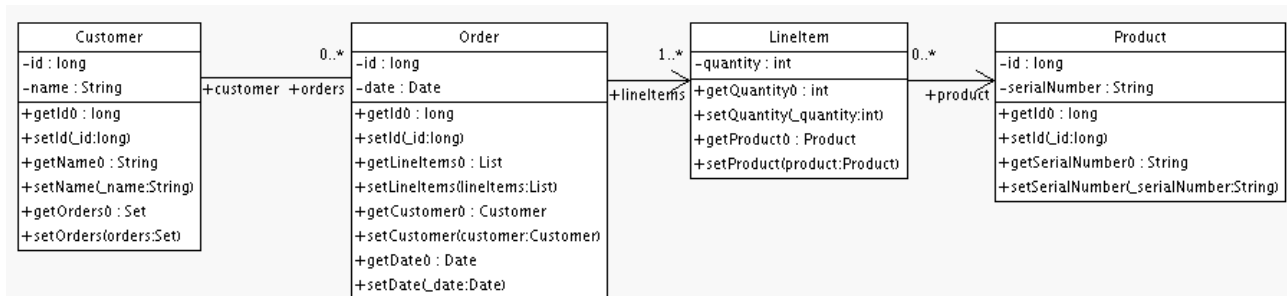 Customer
-id : long
-name : String
+getId() : long
+setId(_id:long)
+getName() : String
+setName(_name:String)
+getOrders() : Set
+setOrders(orders:Set)
0..*
+customer +orders
Order
-id : long
-date : Date
+getId() : long
+setId(_id:long)
+getLineItems() : List
+setLineItems(lineItems:List)
+getCustomer() : Customer
+setCustomer(customer:Customer)
+getDate() : Date
+setDate(_date:Date)
1..*
+lineItems
LineItem
-quantity : int
+getQuantity() : int
+setQuantity(_quantity:int)
+getProduct() : Product
+setProduct(product:Product)
0..*
+product
Product
-id : long
-serialNumber : String
+getId() : long
+setId(_id:long)
+getSerialNumber() : String
+setSerialNumber(_serialNumber:String)